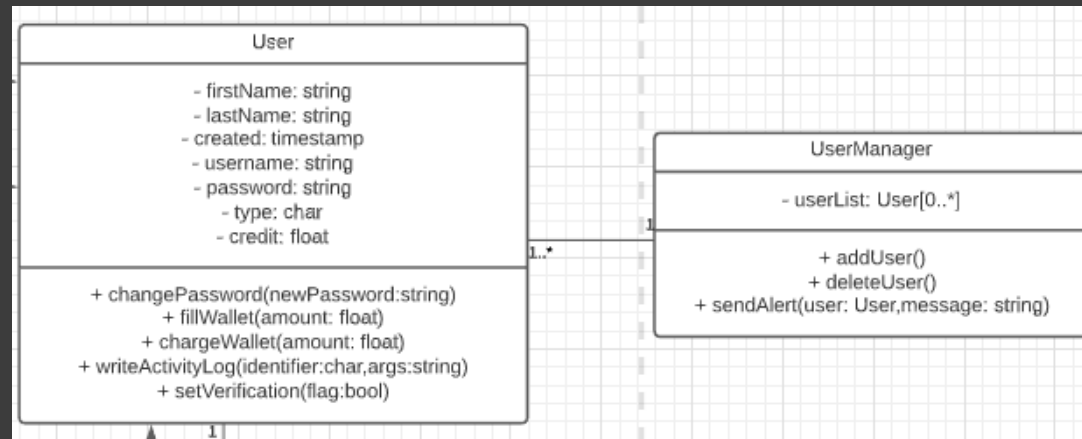 User
- firstName: string
- lastName: string
- created: timestamp
- username: string
- password: string
- type: char
- credit: float
+ changePassword(newPassword:string)
+ fillWallet(amount: float)
+ chargeWallet(amount: float)
+ writeActivityLog(identifier:char,args:string)
+ setVerification(flag:bool)
1
1..*
1
UserManager
- userList: User[0..*]
+ addUser()
+ deleteUser()
+ sendAlert(user: User,message: string)